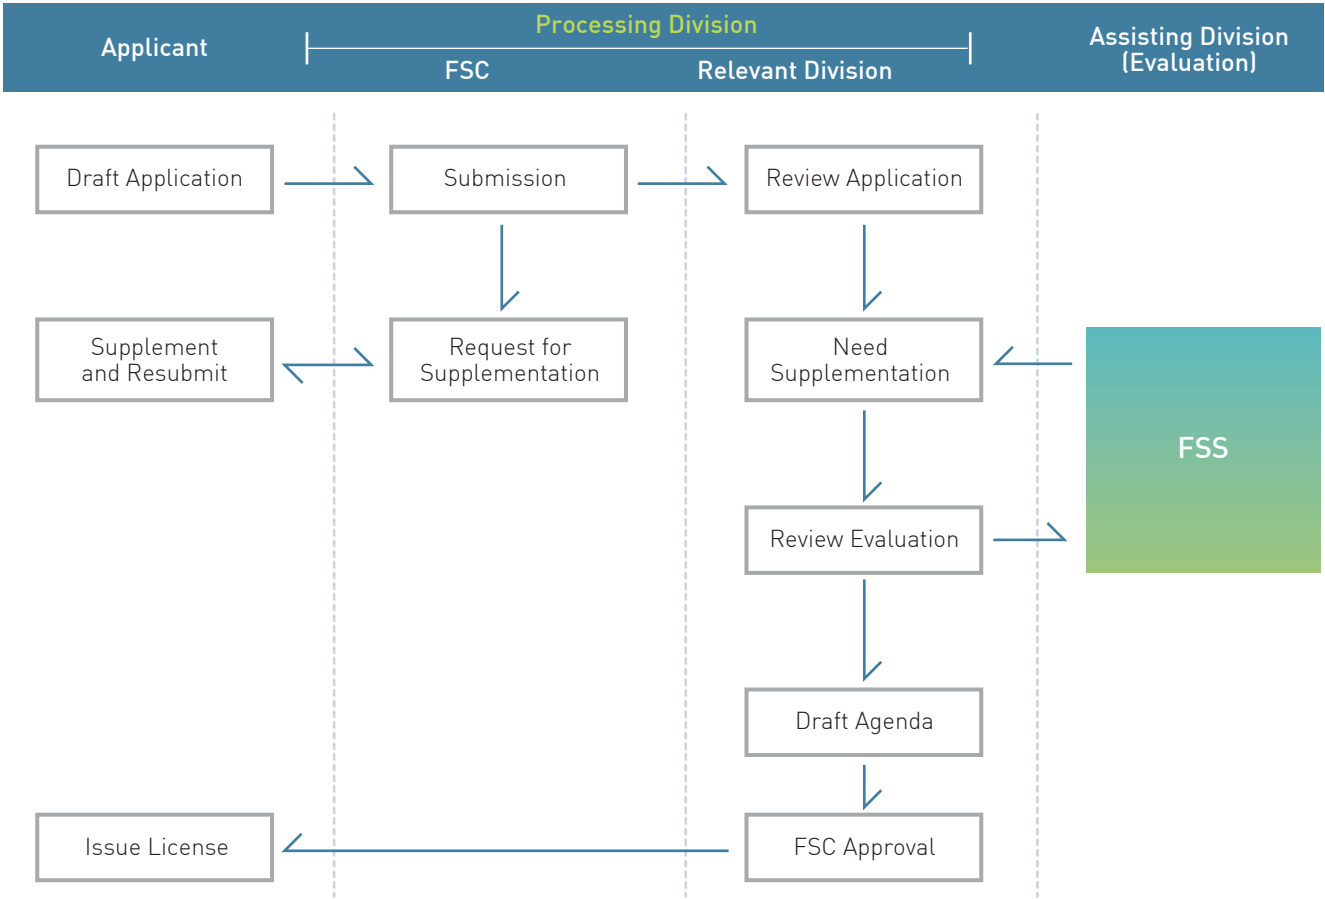 Applicant
Processing Division
FSC
Relevant Division
Assisting Division
(Evaluation)
Draft Application
Submission
Review Application
Supplement
and Resubmit
Request for
Supplementation
Need
Supplementation
FSS
Review Evaluation
Draft Agenda
Issue License
FSC Approval